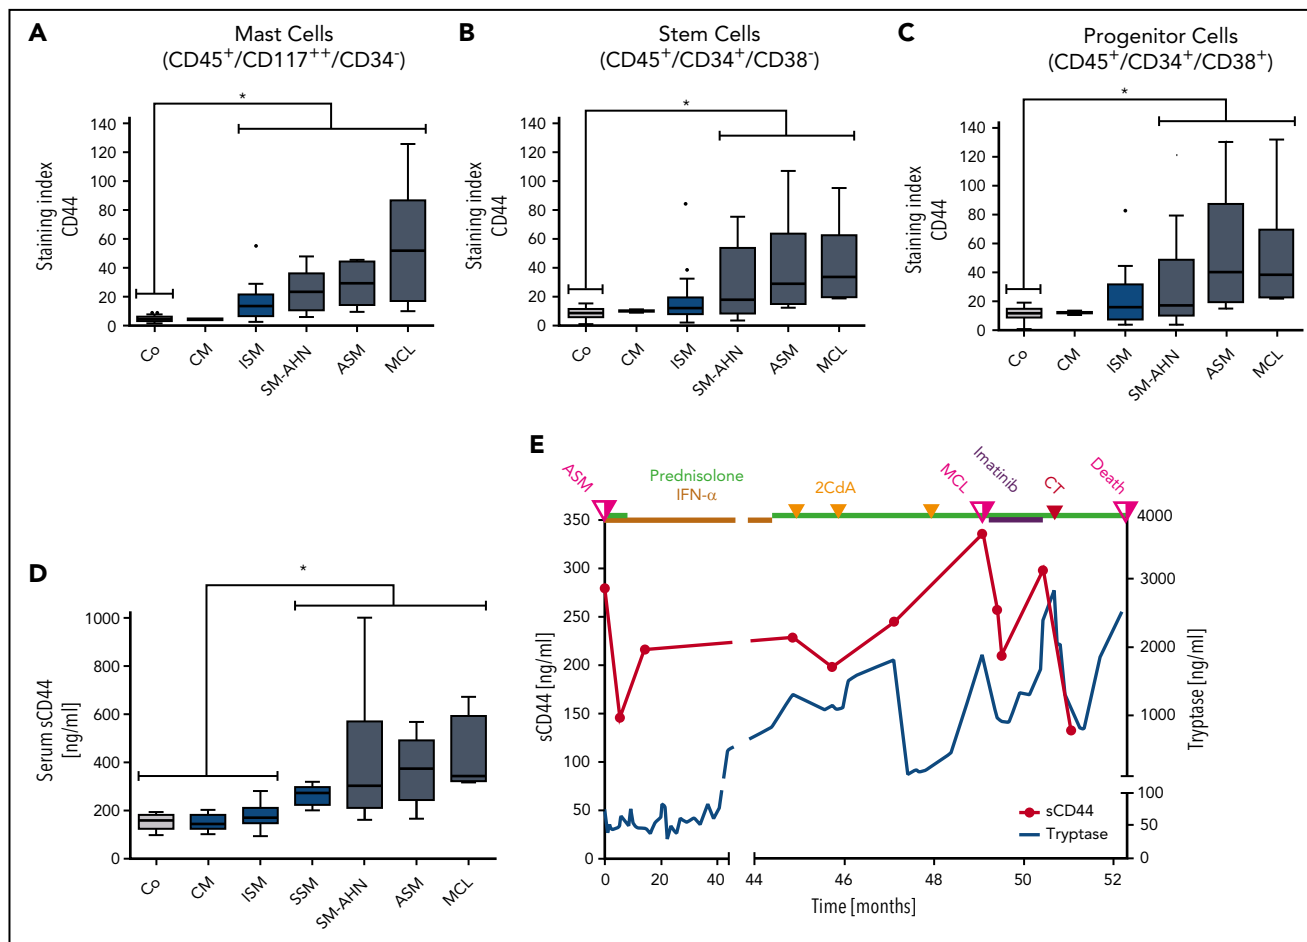 A
Mast Cells
(CD45⁺/CD117⁺⁺/CD34⁻)
*
Staining index
CD44
140
120
100
80
60
40
20
0
Co
CM
ISM
SM-AHN
ASM
MCL
B
Stem Cells
(CD45⁺/CD34⁺/CD38⁻)
*
Staining index
CD44
140
120
100
80
60
40
20
0
Co
CM
ISM
SM-AHN
ASM
MCL
C
Progenitor Cells
(CD45⁺/CD34⁺/CD38⁺)
*
Staining index
CD44
140
120
100
80
60
40
20
0
Co
CM
ISM
SM-AHN
ASM
MCL
D
*
Serum sCD44
[ng/ml]
1000
800
600
400
200
0
Co
CM
ISM
SSM
SM-AHN
ASM
MCL
E
ASM
Prednisolone
IFN-α
2CdA
MCL
Imatinib
CT
Death
sCD44 [ng/ml]
350
300
250
200
150
100
50
0
Tryptase [ng/ml]
4000
3000
2000
1000
100
50
0
sCD44
Tryptase
0 20 40 44 46 48 50 52
Time [months]